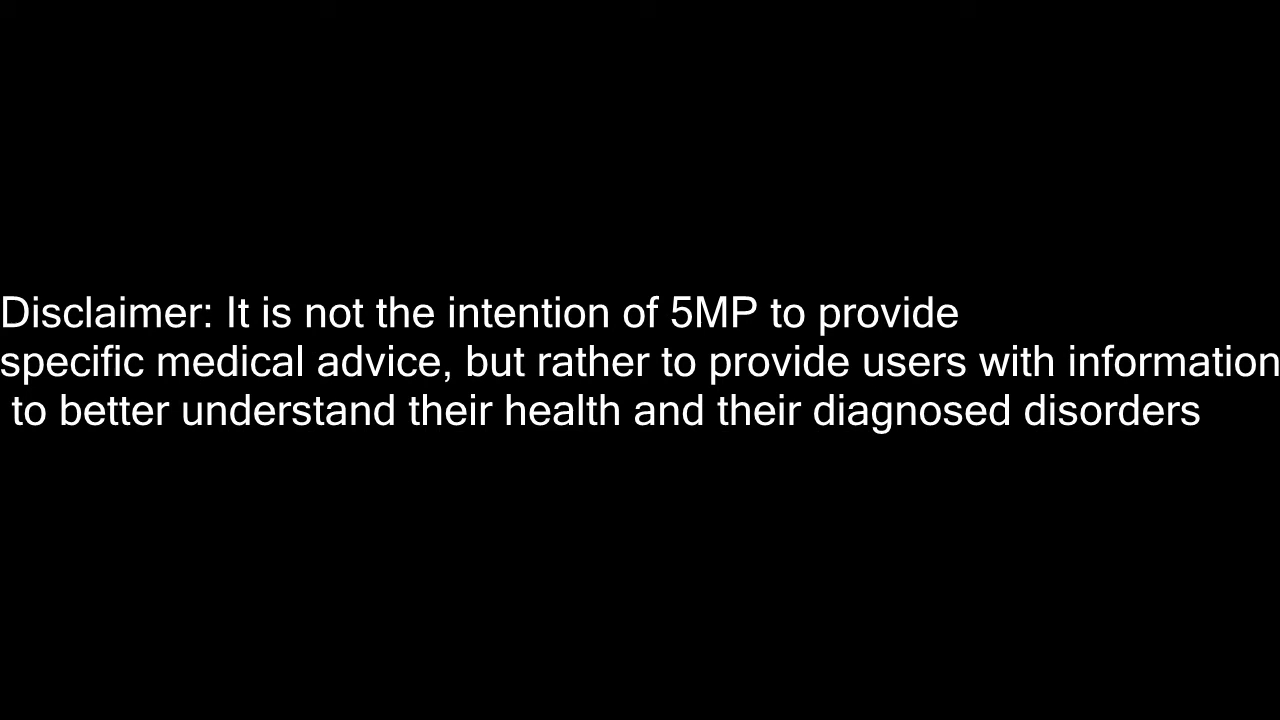 Disclaimer: It is not the intention of 5MP to provide
specific medical advice, but rather to provide users with information
to better understand their health and their diagnosed disorders